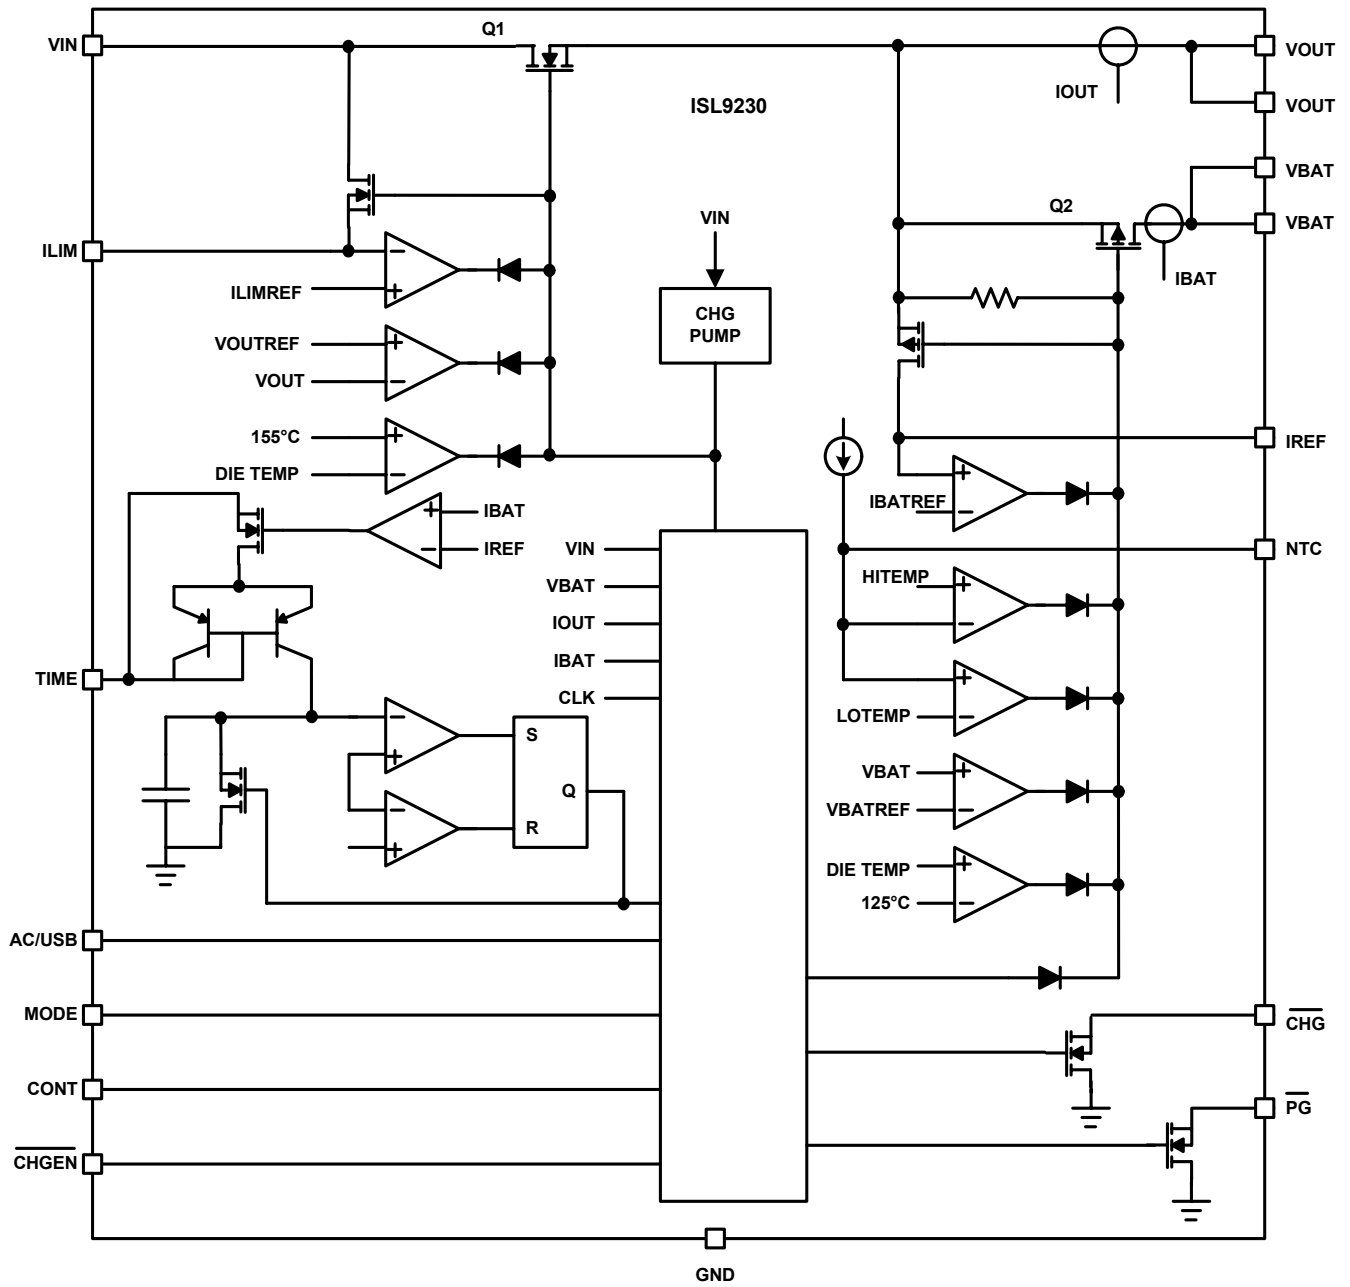 Q1
VIN
VOUT
ISL9230
IOUT
VOUT
VBAT
VIN
Q2
VBAT
ILIM
IBAT
ILIMREF
CHG
PUMP
VOUTREF
VOUT
155°C
IREF
DIE TEMP
IBATREF
IBAT
IREF
VIN
NTC
HITEMP
VBAT
IOUT
IBAT
TIME
CLK
LOTEMP
S
VBAT
Q
VBATREF
R
DIE TEMP
125°C
AC/USB
MODE
CHG
CONT
PG
CHGEN
GND